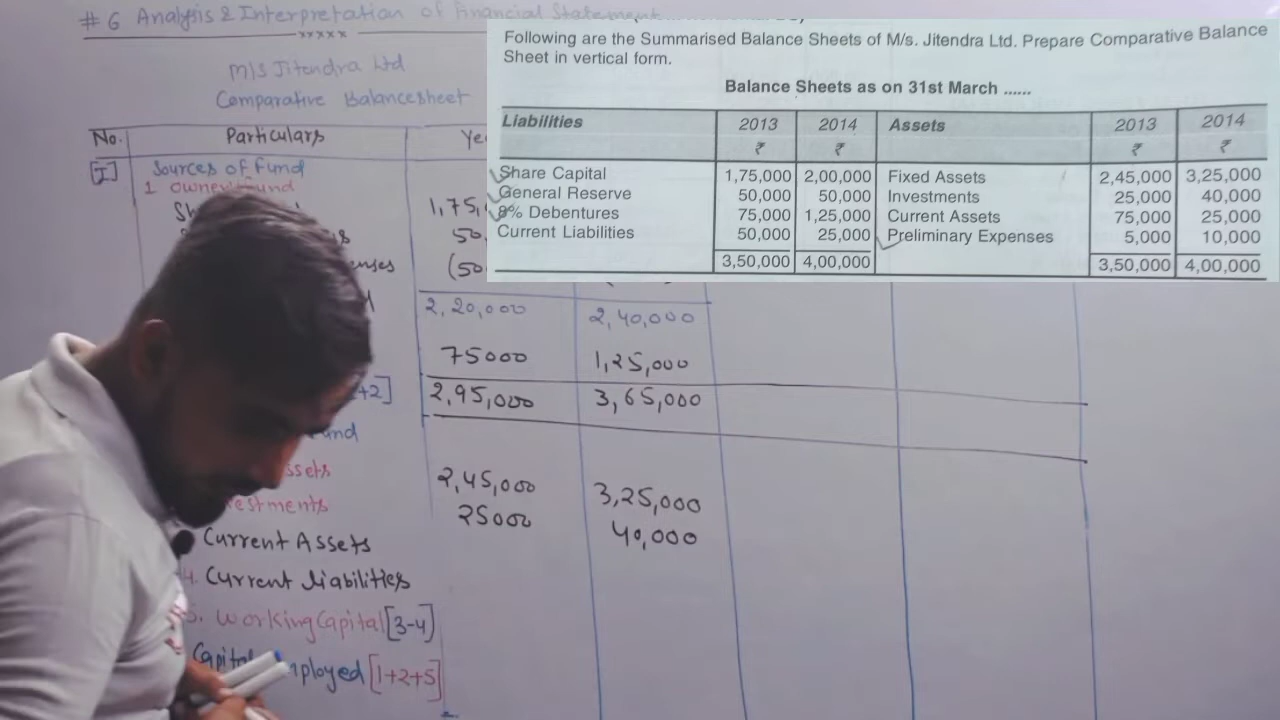 #6 Analysis & Interpretation of Financial Statement
xxxxx
M/s Jitendra Ltd
Comparative Balancesheet
No. Particulars
[I] Sources of Fund
1 owner fund
50
(50
2,20,000 2,40,000
75000 1,25,000
+2] 2,95,000 3,65,000
2,45,000 3,25,000
25000 40,000
Current Assets
4. Current liabilities
5. Working Capital [3-4]
[1+2+5]
Following are the Summarised Balance Sheets of M/s. Jitendra Ltd. Prepare Comparative Balance
Sheet in vertical form.
Balance Sheets as on 31st March ......
Liabilities 2013 2014 Assets 2013 2014
₹ ₹ ₹ ₹
Share Capital 1,75,000 2,00,000 Fixed Assets 2,45,000 3,25,000
General Reserve 50,000 50,000 Investments 25,000 40,000
8% Debentures 75,000 1,25,000 Current Assets 75,000 25,000
Current Liabilities 50,000 25,000 Preliminary Expenses 5,000 10,000
3,50,000 4,00,000 3,50,000 4,00,000